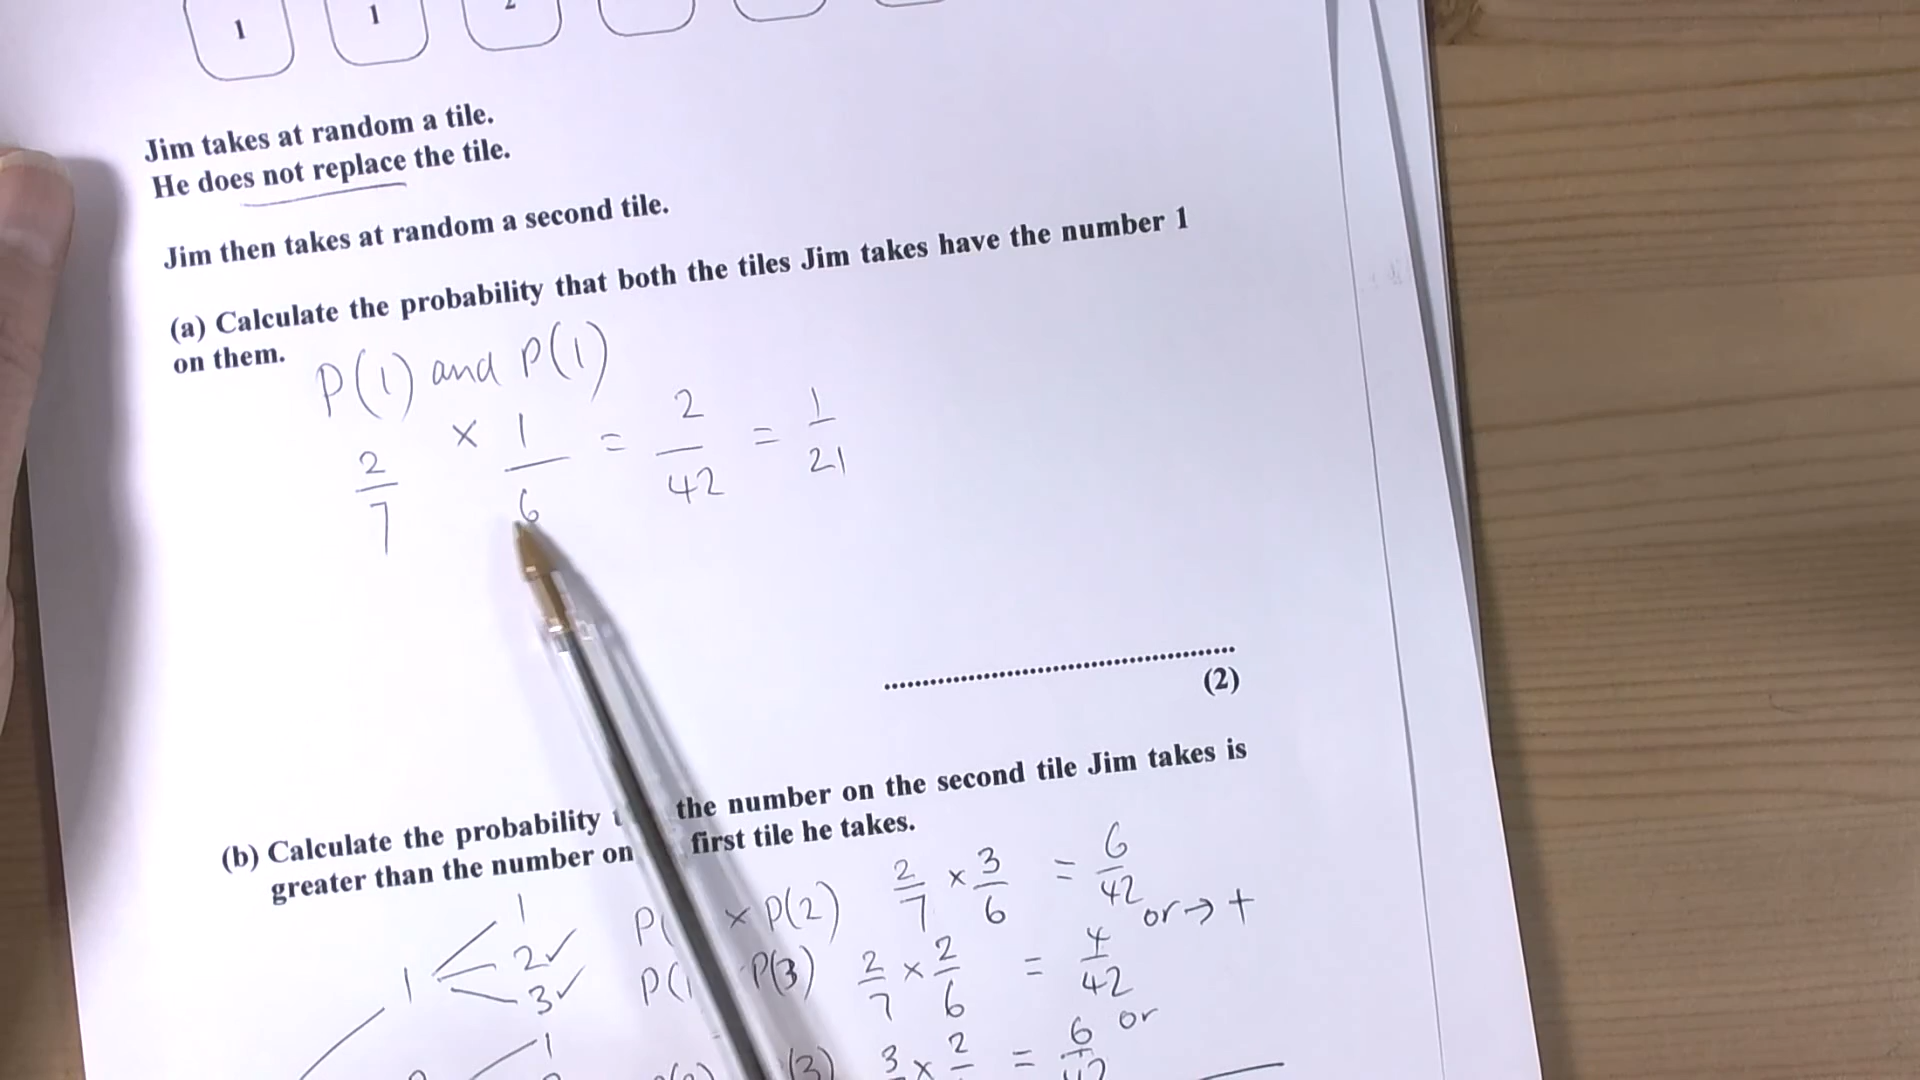 1 1
Jim takes at random a tile.
He does not replace the tile.
Jim then takes at random a second tile.
(a) Calculate the probability that both the tiles Jim takes have the number 1
on them.
P(1) and P(1)
2/7 × 1/6 = 2/42 = 1/21
(2)
(b) Calculate the probability the number on the second tile Jim takes is
greater than the number on first tile he takes.
1
1 2✓ P( × P(2) 2/7 × 3/6 = 6/42 or → +
3✓ P(1 P(3) 2/7 × 2/6 = 4/42
or
1
(3) 3 × 2 = 6/42